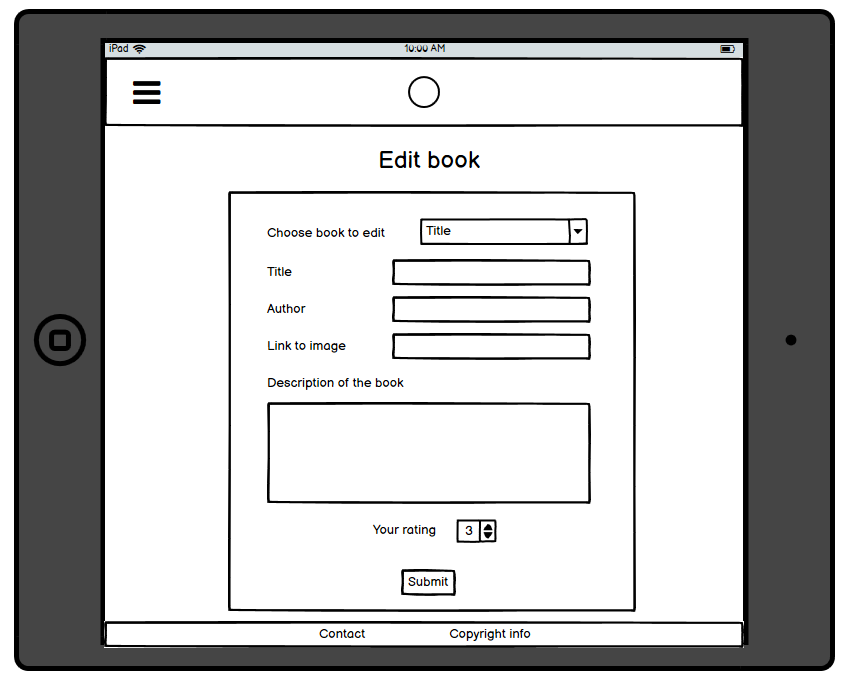 iPad 10:00 AM
Edit book
Choose book to edit Title
Title
Author
Link to image
Description of the book
Your rating 3
Submit
Contact Copyright info